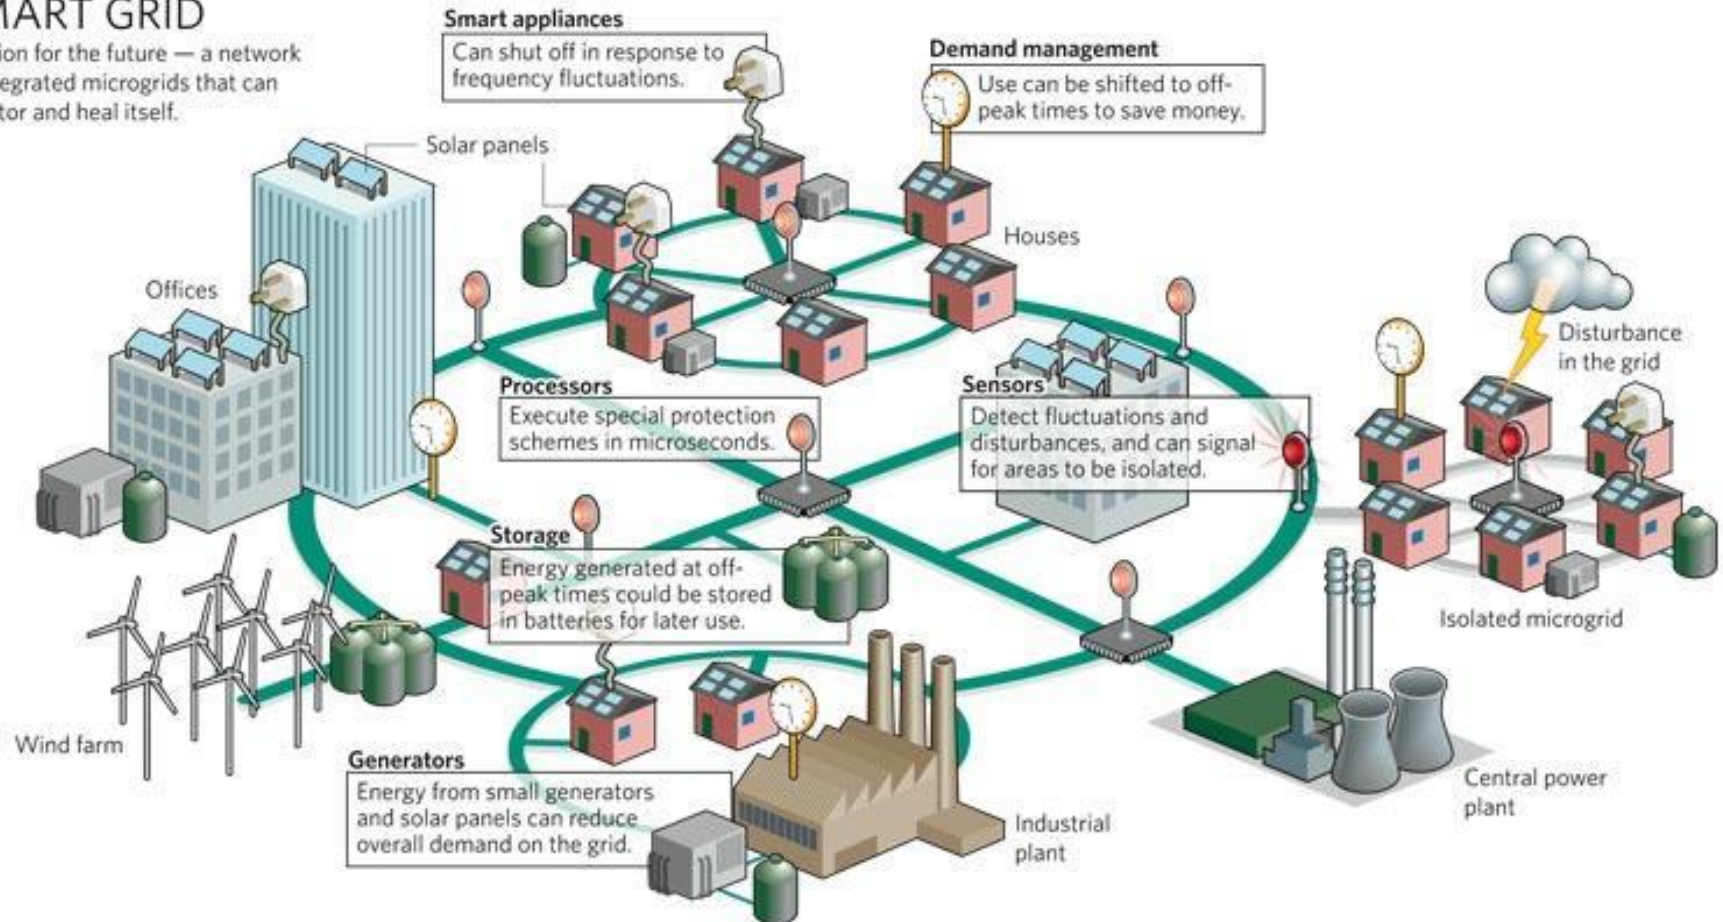 MART GRID
ion for the future — a network
tegrated microgrids that can
tor and heal itself.
Smart appliances
Can shut off in response to
frequency fluctuations.
Demand management
Use can be shifted to off-
peak times to save money.
Solar panels
Houses
Offices
Disturbance
in the grid
Processors
Execute special protection
schemes in microseconds.
Sensors
Detect fluctuations and
disturbances, and can signal
for areas to be isolated.
Storage
Energy generated at off-
peak times could be stored
in batteries for later use.
Isolated microgrid
Wind farm
Generators
Energy from small generators
and solar panels can reduce
overall demand on the grid.
Central power
plant
Industrial
plant